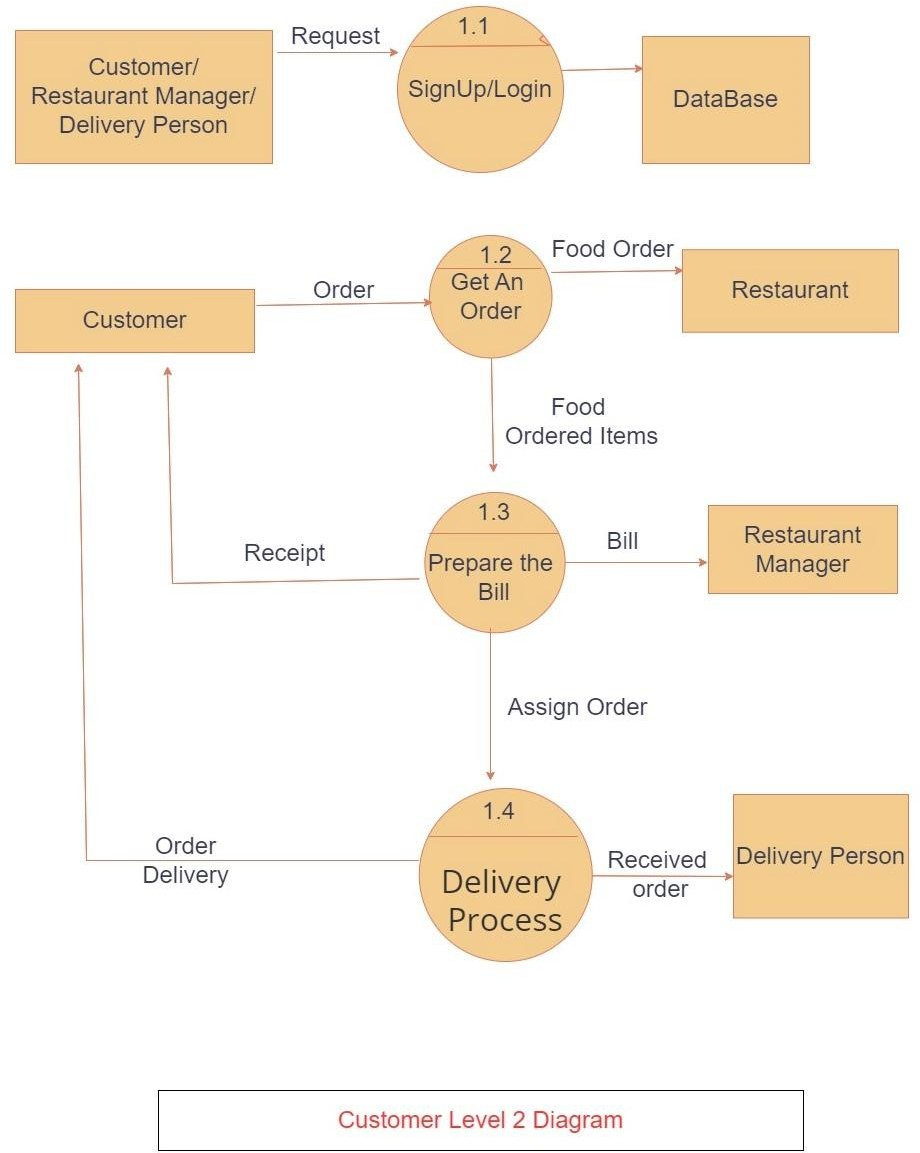 Request
1.1
Customer/
Restaurant Manager/
Delivery Person
SignUp/Login
DataBase
1.2
Food Order
Order
Get An
Order
Customer
Restaurant
Food
Ordered Items
1.3
Receipt
Prepare the
Bill
Bill
Restaurant
Manager
Assign Order
1.4
Order
Delivery
Delivery
Process
Received
order
Delivery Person
Customer Level 2 Diagram